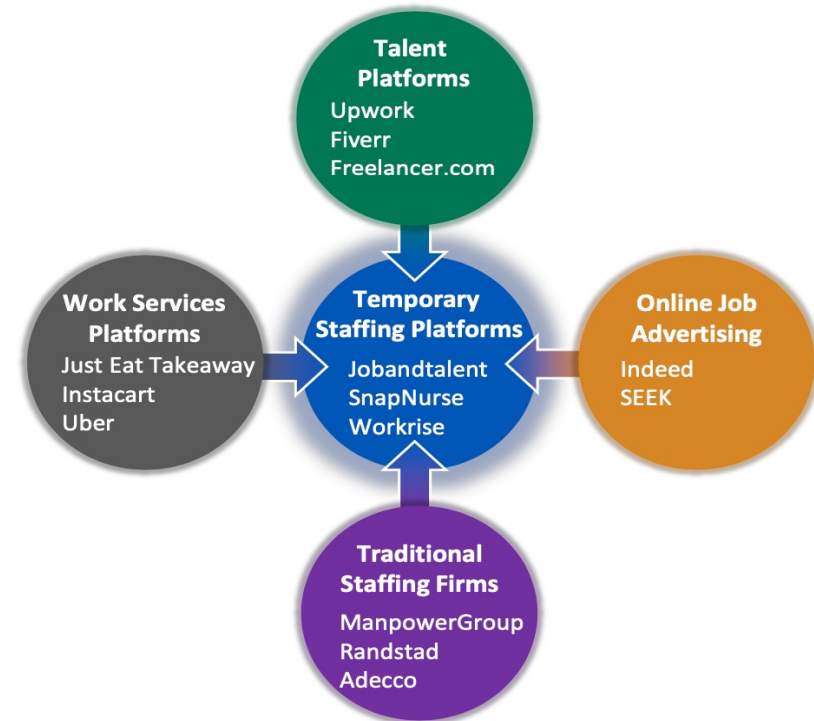 Talent
Platforms
Upwork
Fiverr
Freelancer.com
Work Services
Platforms
Just Eat Takeaway
Instacart
Uber
Temporary
Staffing Platforms
Jobandtalent
SnapNurse
Workrise
Online Job
Advertising
Indeed
SEEK
Traditional
Staffing Firms
ManpowerGroup
Randstad
Adecco